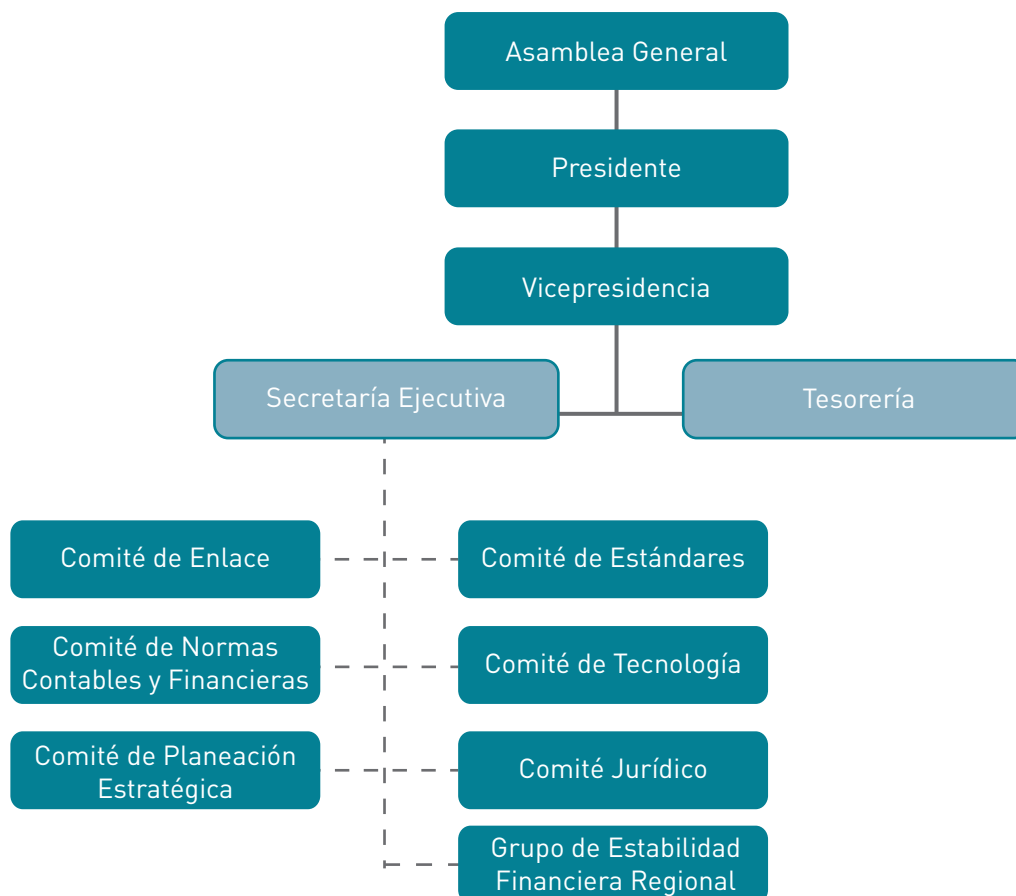 Asamblea General
Presidente
Vicepresidencia
Secretaría Ejecutiva
Tesorería
Comité de Enlace
Comité de Estándares
Comité de Normas
Contables y Financieras
Comité de Tecnología
Comité de Planeación
Estratégica
Comité Jurídico
Grupo de Estabilidad
Financiera Regional